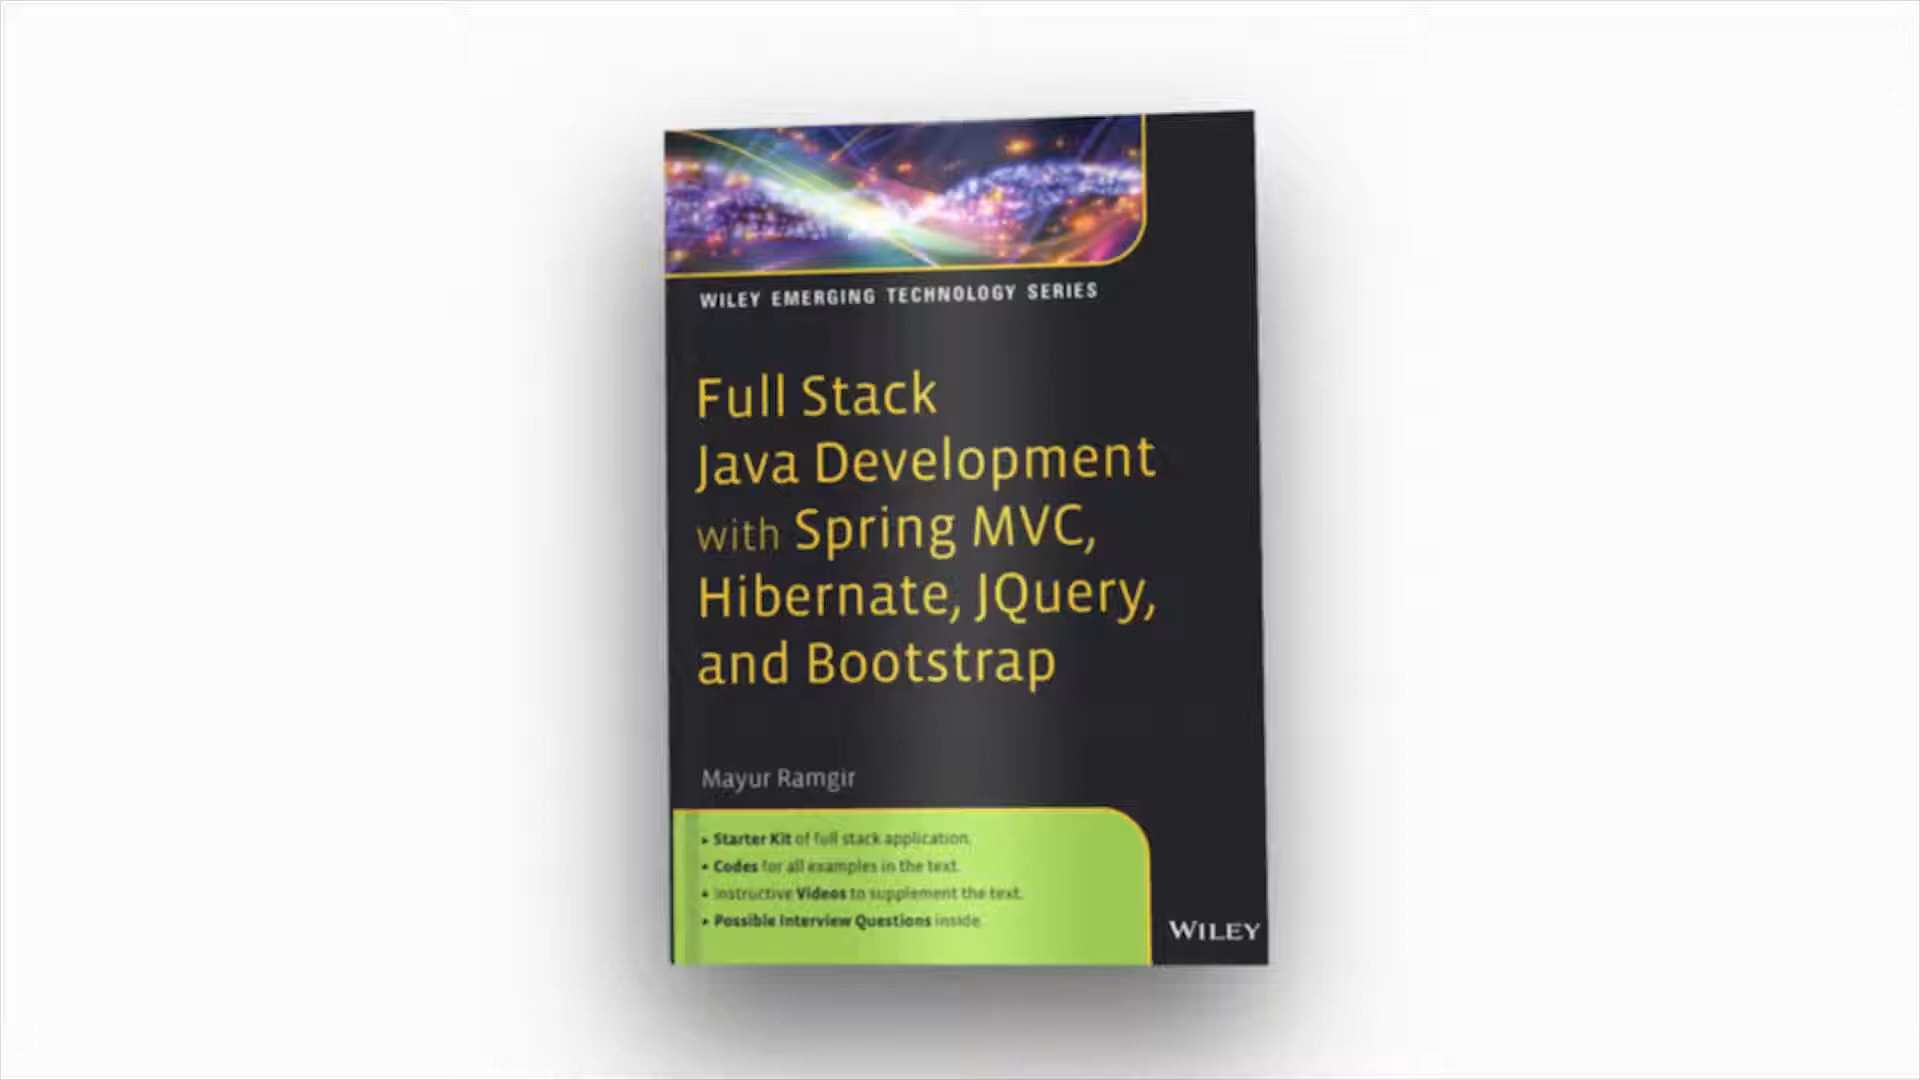 WILEY EMERGING TECHNOLOGY SERIES
Full Stack
Java Development
with Spring MVC,
Hibernate, JQuery,
and Bootstrap
Mayur Ramgir
▸ Starter Kit of full stack application.
▸ Codes for all examples in the text.
▸ Instructive Videos to supplement the text.
▸ Possible Interview Questions inside.
WILEY